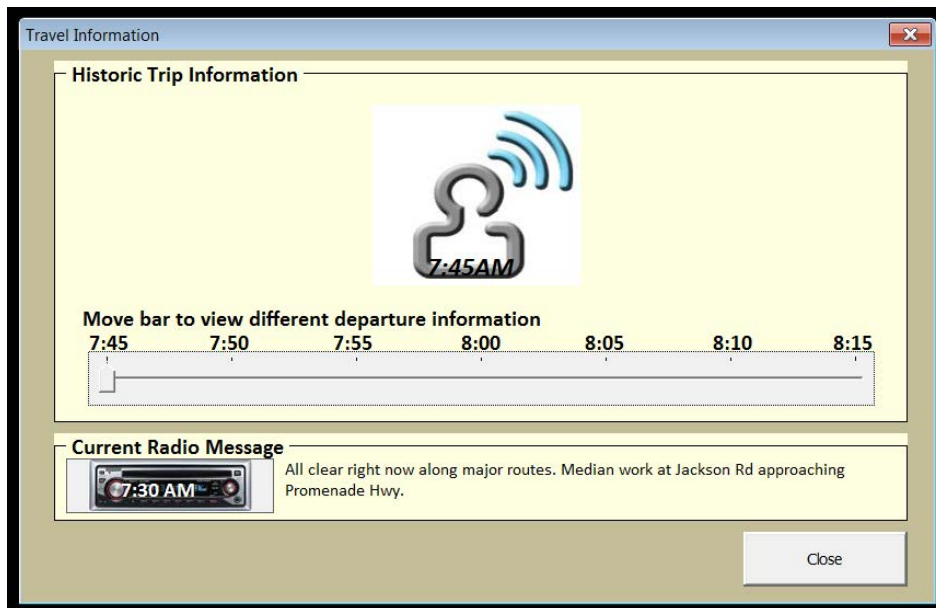 Travel Information
Historic Trip Information
7:45AM
Move bar to view different departure information
7:45 7:50 7:55 8:00 8:05 8:10 8:15
Current Radio Message
7:30 AM
All clear right now along major routes. Median work at Jackson Rd approaching
Promenade Hwy.
Close